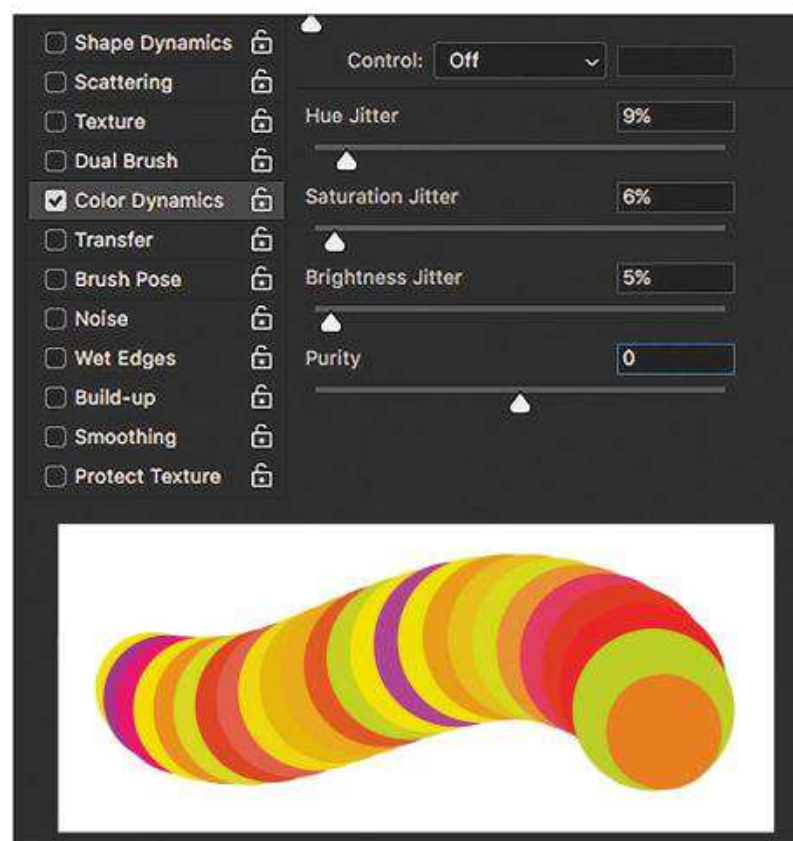 Shape Dynamics
Scattering
Texture
Dual Brush
Color Dynamics
Transfer
Brush Pose
Noise
Wet Edges
Build-up
Smoothing
Protect Texture
Control: Off
Hue Jitter 9%
Saturation Jitter 6%
Brightness Jitter 5%
Purity 0